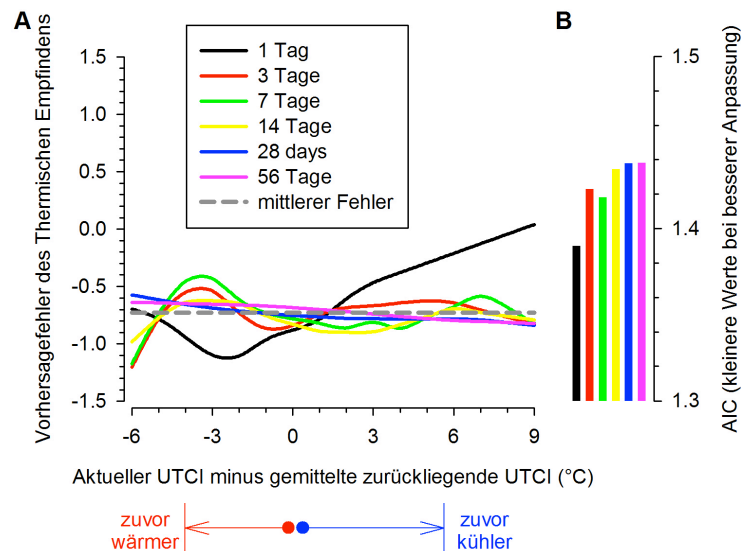 A
B
Vorhersagefehler des Thermischen Empfindens
1.5
1.0
0.5
0.0
-0.5
-1.0
-1.5
1 Tag
3 Tage
7 Tage
14 Tage
28 days
56 Tage
mittlerer Fehler
-6
-3
0
3
6
9
Aktueller UTCI minus gemittelte zurückliegende UTCI (°C)
1.5
1.4
1.3
AIC (kleinere Werte bei besserer Anpassung)
zuvor
wärmer
zuvor
kühler